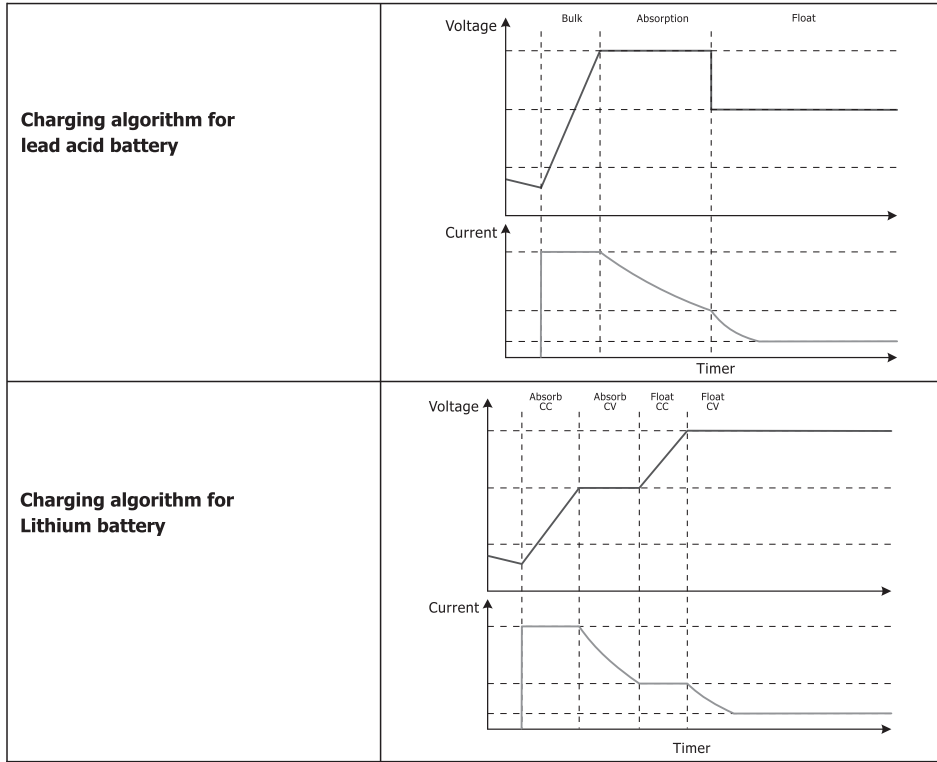 Charging algorithm for
lead acid battery
Voltage
Bulk
Absorption
Float
Current
Timer
Charging algorithm for
Lithium battery
Voltage
Absorb
CC
Absorb
CV
Float
CC
Float
CV
Current
Timer